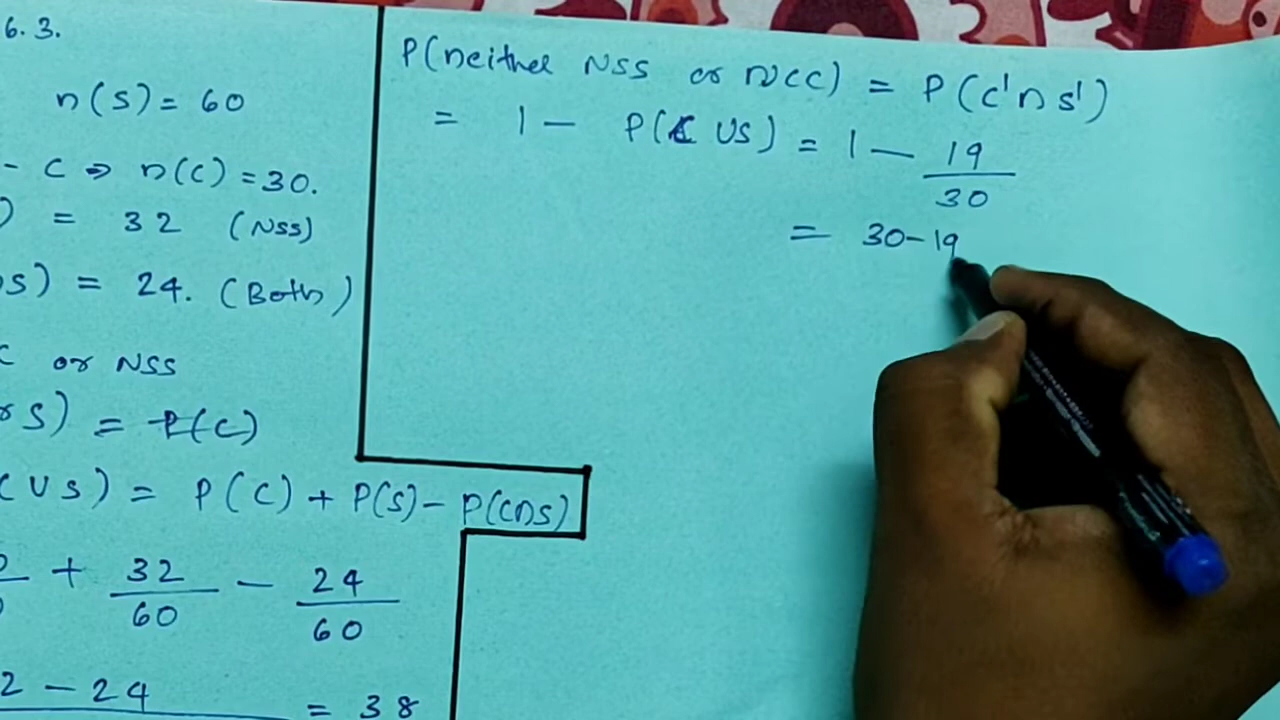 6.3.
n(S) = 60
- C ⇒ n(C) = 30.
) = 32 (NSS)
S) = 24. (Both)
or NSS
S) = P(C)
U S) = P(C) + P(S) - P(C∩S)
+ 32/60 - 24/60
2 - 24 = 38
P(neither NSS or NCC) = P(C'∩S')
= 1 - P(C U S) = 1 - 19/30
= 30-19